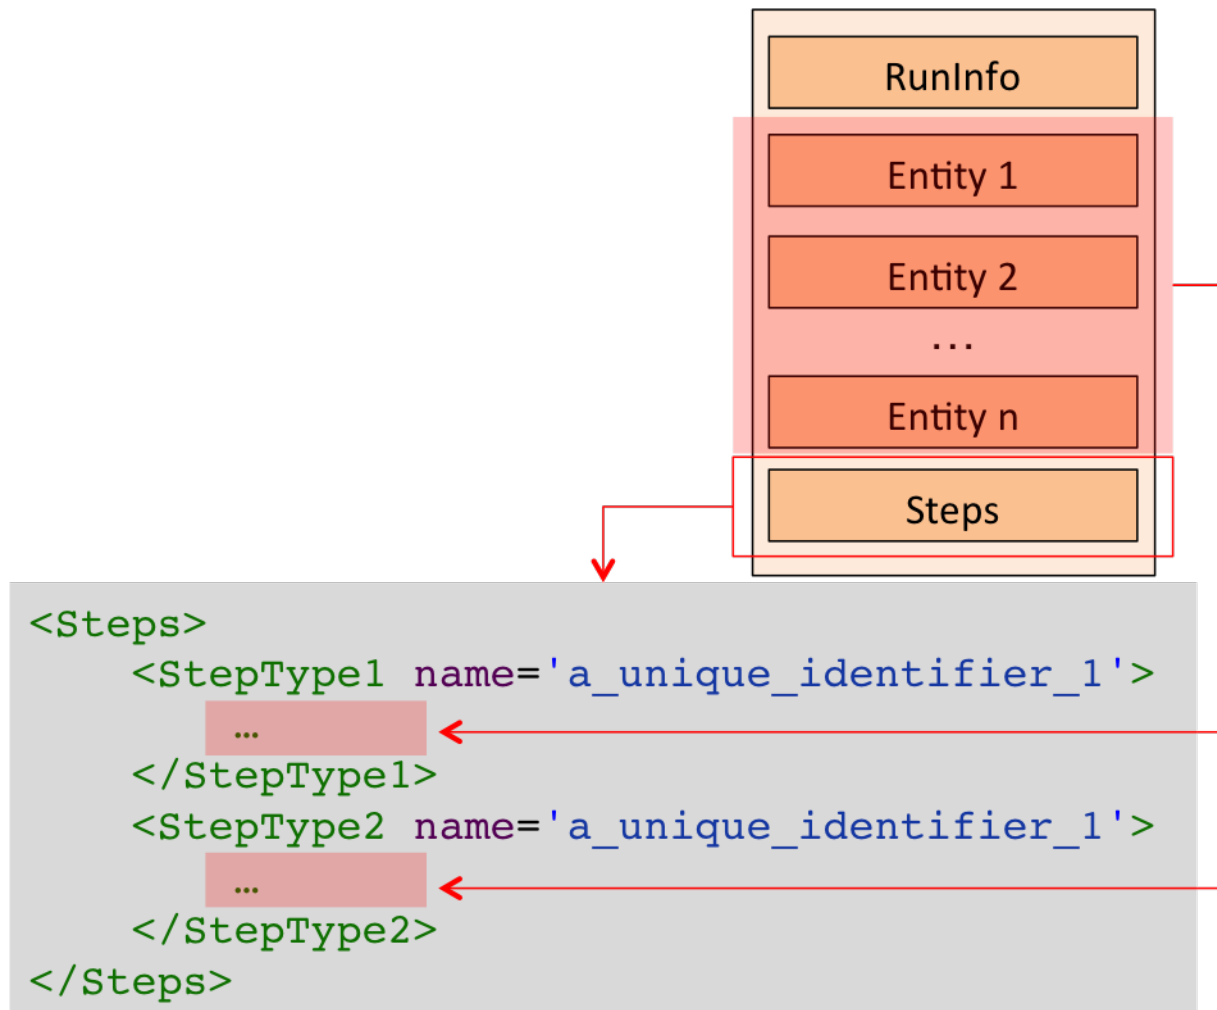 RunInfo
Entity 1
Entity 2
...
Entity n
Steps
<Steps>
<StepType1 name='a_unique_identifier_1'>
…
</StepType1>
<StepType2 name='a_unique_identifier_1'>
…
</StepType2>
</Steps>